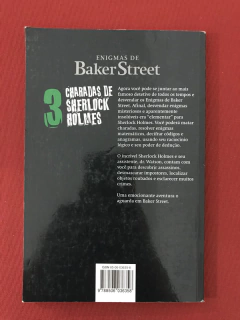 ENIGMAS DE
Baker Street
3
CHARADAS DE
SHERLOCK
HOLMES
Agora você pode se juntar ao mais
famoso detetive de todos os tempos e
desvendar os Enigmas de Baker
Street. Afinal, desvendar enigmas
misteriosos e aparentemente
insolúveis era "elementar" para
Sherlock Holmes. Você poderá matar
charadas, resolver enigmas
matemáticos, decifrar códigos e
anagramas, usando seu raciocínio
lógico e seu poder de dedução.
O incrível Sherlock Holmes e seu
assistente, dr. Watson, contam com
você para descobrir assassinos,
desmascarar impostores, localizar
objetos roubados e esclarecer muitos
crimes.
Uma emocionante aventura o
aguarda em Baker Street.